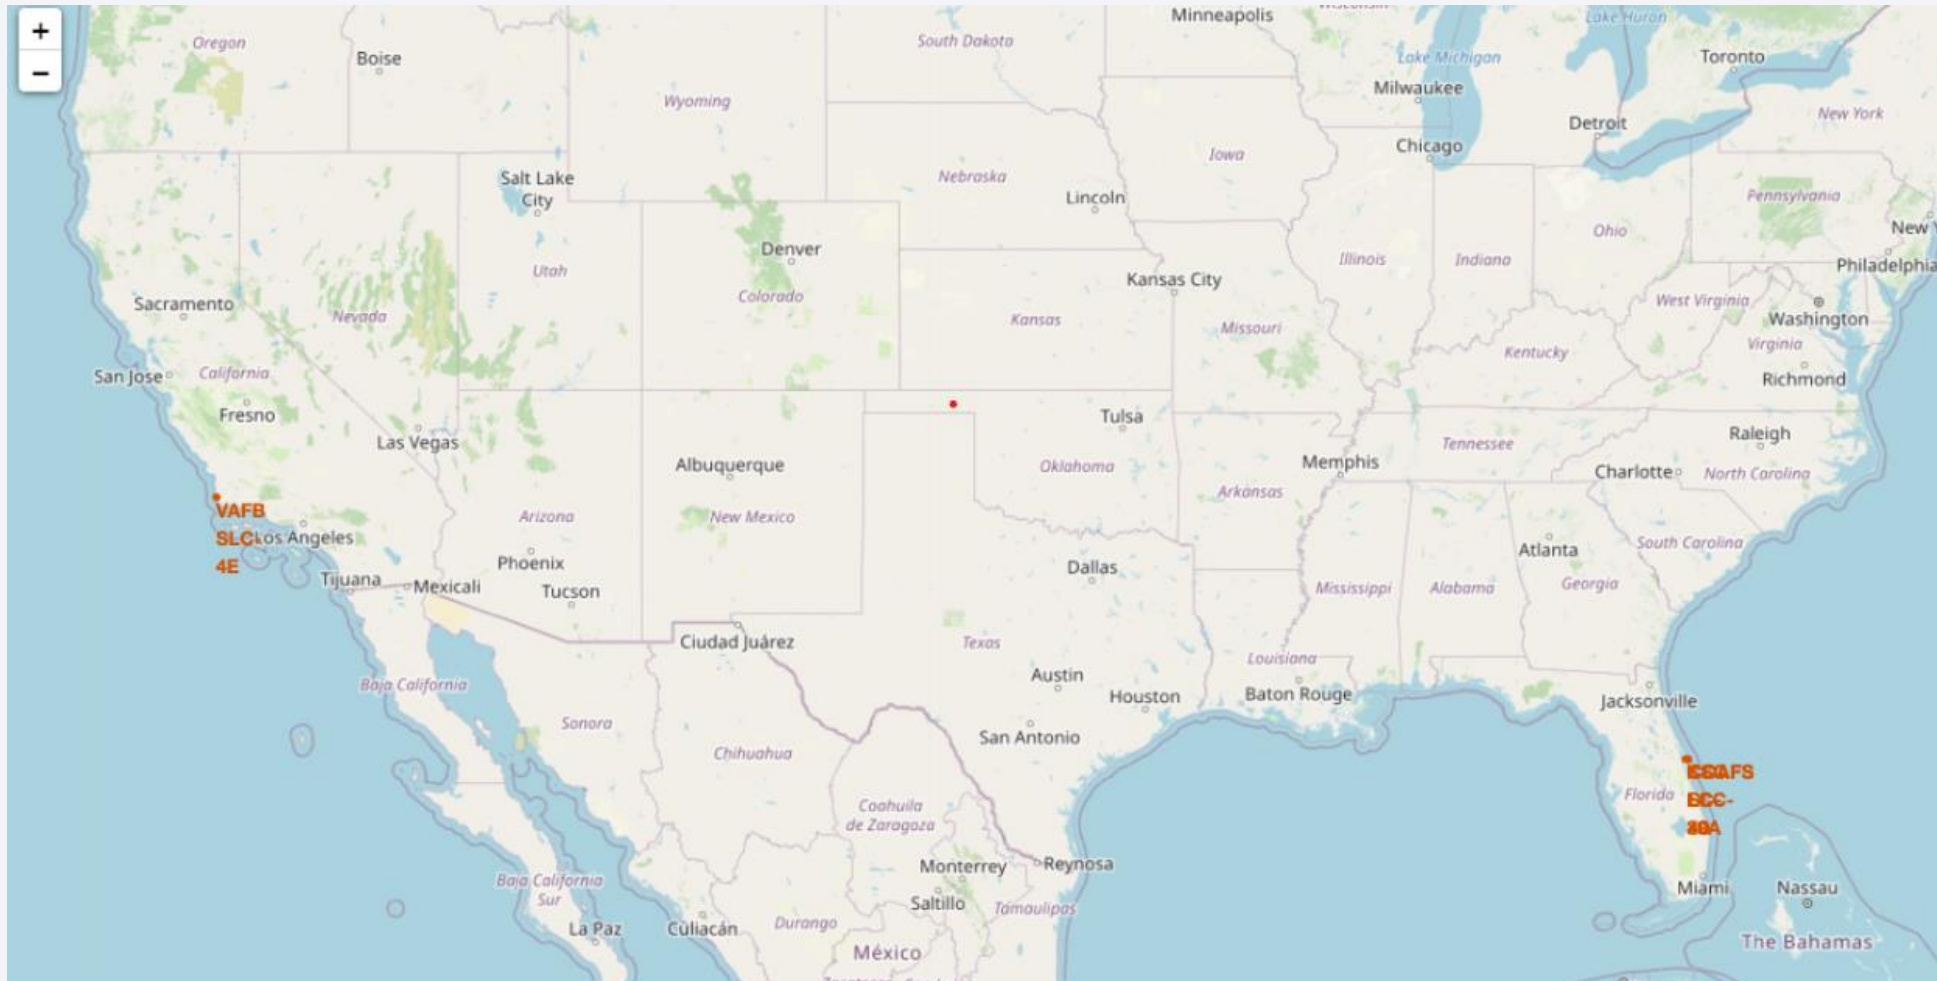 +
−
Minneapolis
Lake Huron
Oregon
South Dakota
Boise
Lake Michigan
Toronto
Milwaukee
Wyoming
New York
Detroit
Chicago
Iowa
Salt Lake
City
Nebraska
Lincoln
Pennsylvania
New
Ohio
Denver
Illinois
Indiana
Philadelphia
Utah
Kansas City
Colorado
West Virginia
Sacramento
Nevada
Kansas
Missouri
Washington
Virginia
Kentucky
San Jose
California
Richmond
Fresno
Tulsa
Las Vegas
Raleigh
Tennessee
Albuquerque
Oklahoma
Memphis
Charlotte
North Carolina
Arkansas
VAFB
SLC-
4E
Los Angeles
Arizona
New Mexico
South Carolina
Atlanta
Phoenix
Dallas
Tijuana
Mexicali
Tucson
Mississippi
Alabama
Georgia
Ciudad Juárez
Texas
Louisiana
Austin
Baja California
Houston
Baton Rouge
Jacksonville
Sonora
San Antonio
Chihuahua
Florida
Coahuila
de Zaragoza
Monterrey
Reynosa
Baja California
Sur
Miami
Nassau
Saltillo
Tamaulipas
La Paz
Culiacán
Durango
México
The Bahamas